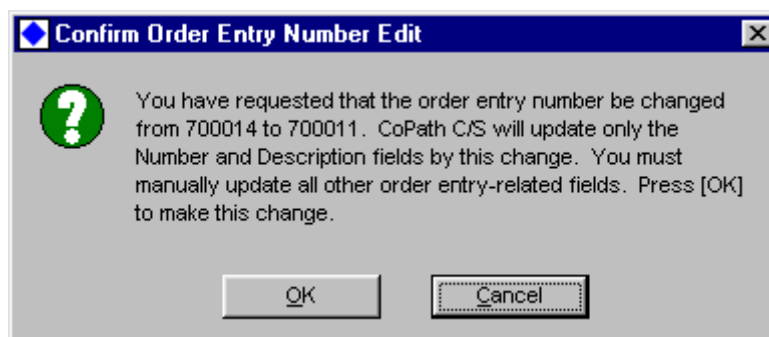 Confirm Order Entry Number Edit
You have requested that the order entry number be changed
from 700014 to 700011. CoPath C/S will update only the
Number and Description fields by this change. You must
manually update all other order entry-related fields. Press [OK]
to make this change.
OK
Cancel